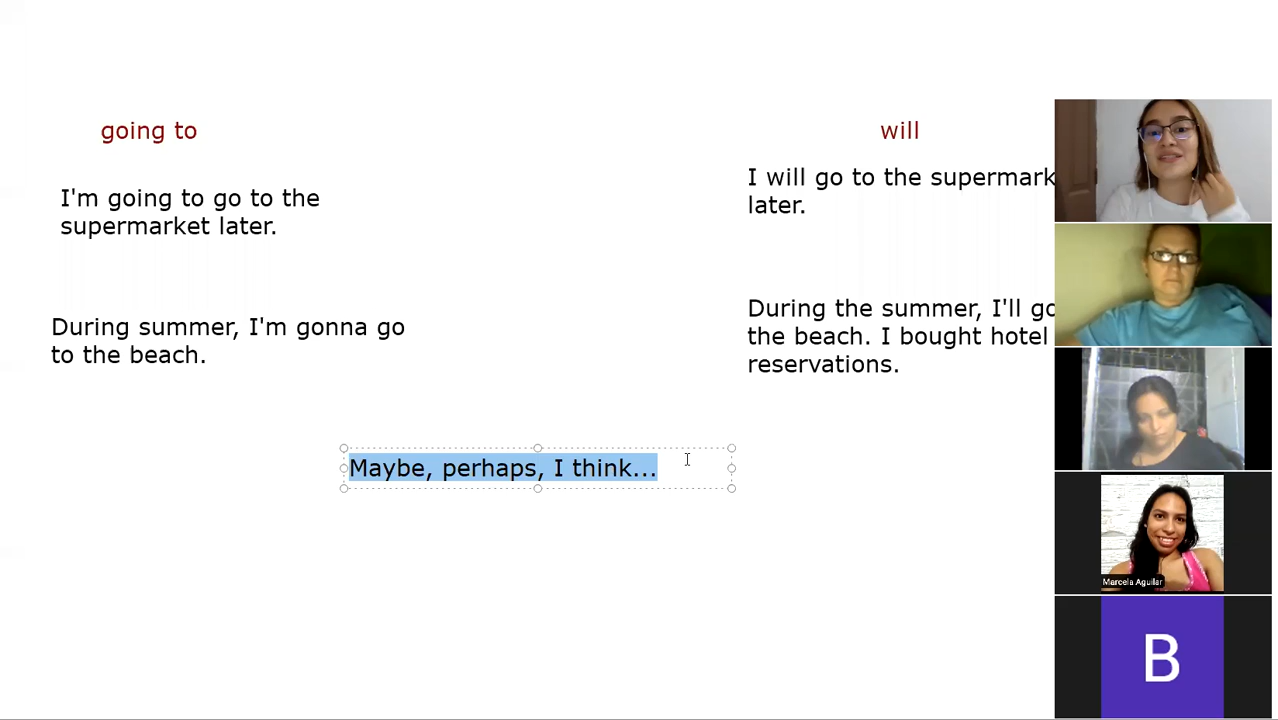 going to
will
I'm going to go to the
supermarket later.
I will go to the supermark
later.
During summer, I'm gonna go
to the beach.
During the summer, I'll go
the beach. I bought hotel
reservations.
Maybe, perhaps, I think...
Marcela Aguilar
B